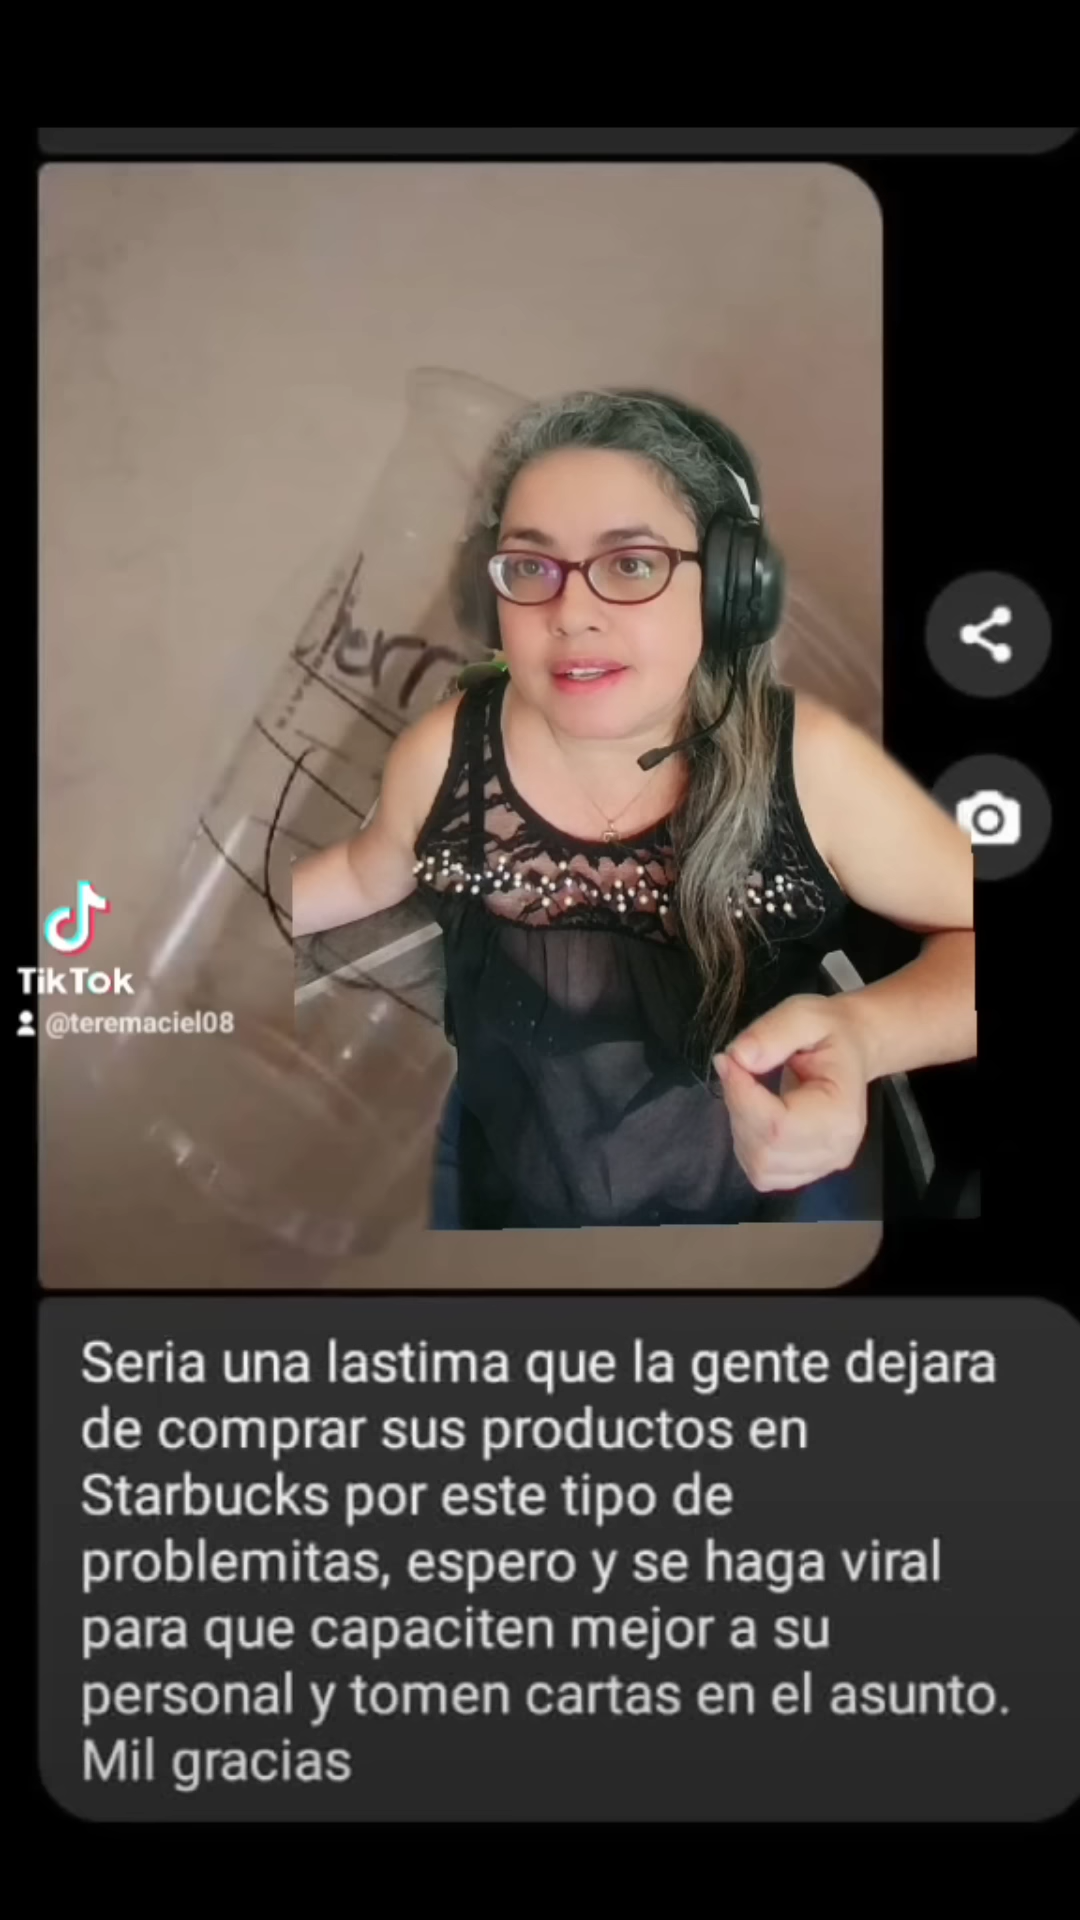 TikTok
@teremaciel08
Seria una lastima que la gente dejara
de comprar sus productos en
Starbucks por este tipo de
problemitas, espero y se haga viral
para que capaciten mejor a su
personal y tomen cartas en el asunto.
Mil gracias